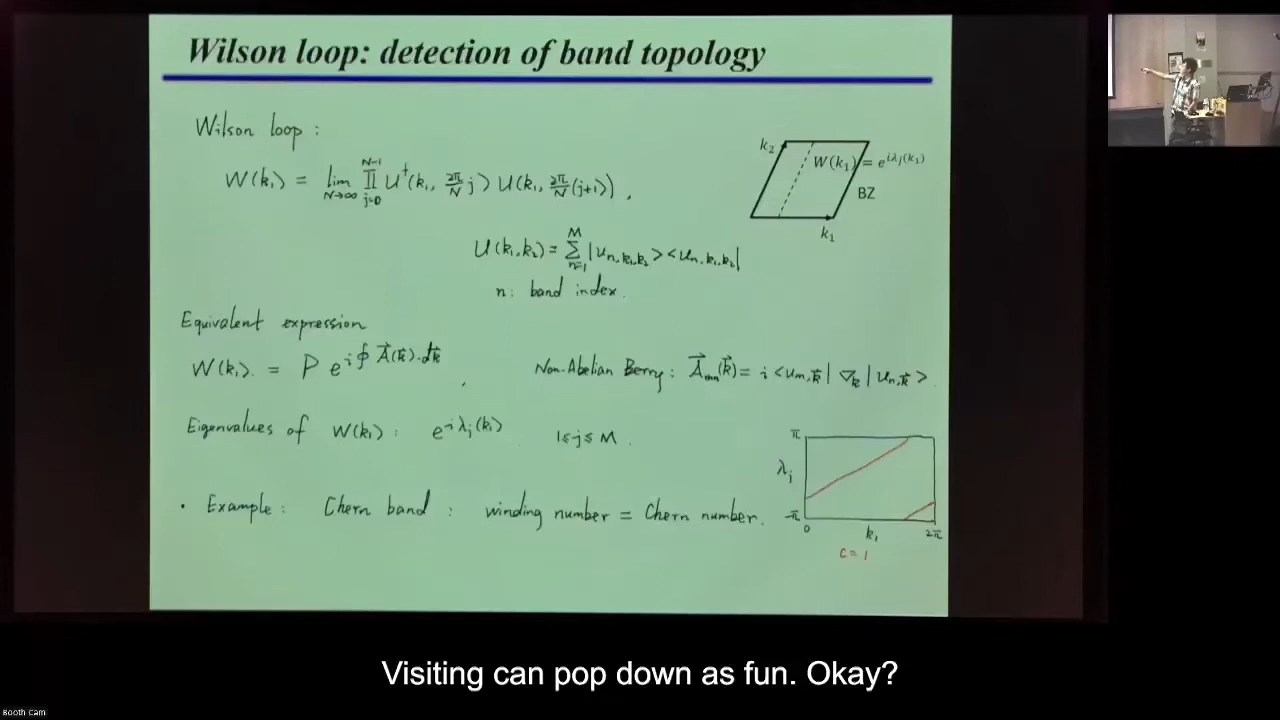 Wilson loop: detection of band topology
Wilson loop :
W(k₁) = lim_{N→∞} ∏_{j=0}^{N-1} U†(k₁, 2π/N j) U(k₁, 2π/N (j+1)) ,
k₂
W(k₁) = e^{iλⱼ(k₁)}
BZ
k₁
U(k₁,k₂) = ∑_{n=1}^{M} |u_{n,k₁,k₂}> <u_{n,k₁,k₂}|
n: band index.
Equivalent expression
W(k₁). = P e^{i∮ A⃗(k⃗)·dk⃗} ,
Non-Abelian Berry: A⃗_{mn}(k⃗) = i <u_{m,k⃗}| ∇_k⃗ |u_{n,k⃗}> .
Eigenvalues of W(k₁) : e^{iλⱼ(k₁)} 1≤j≤M .
π
λⱼ
-π
0
k₁
2π
C=1
· Example : Chern band : winding number = Chern number.
Visiting can pop down as fun. Okay?
Booth Cam